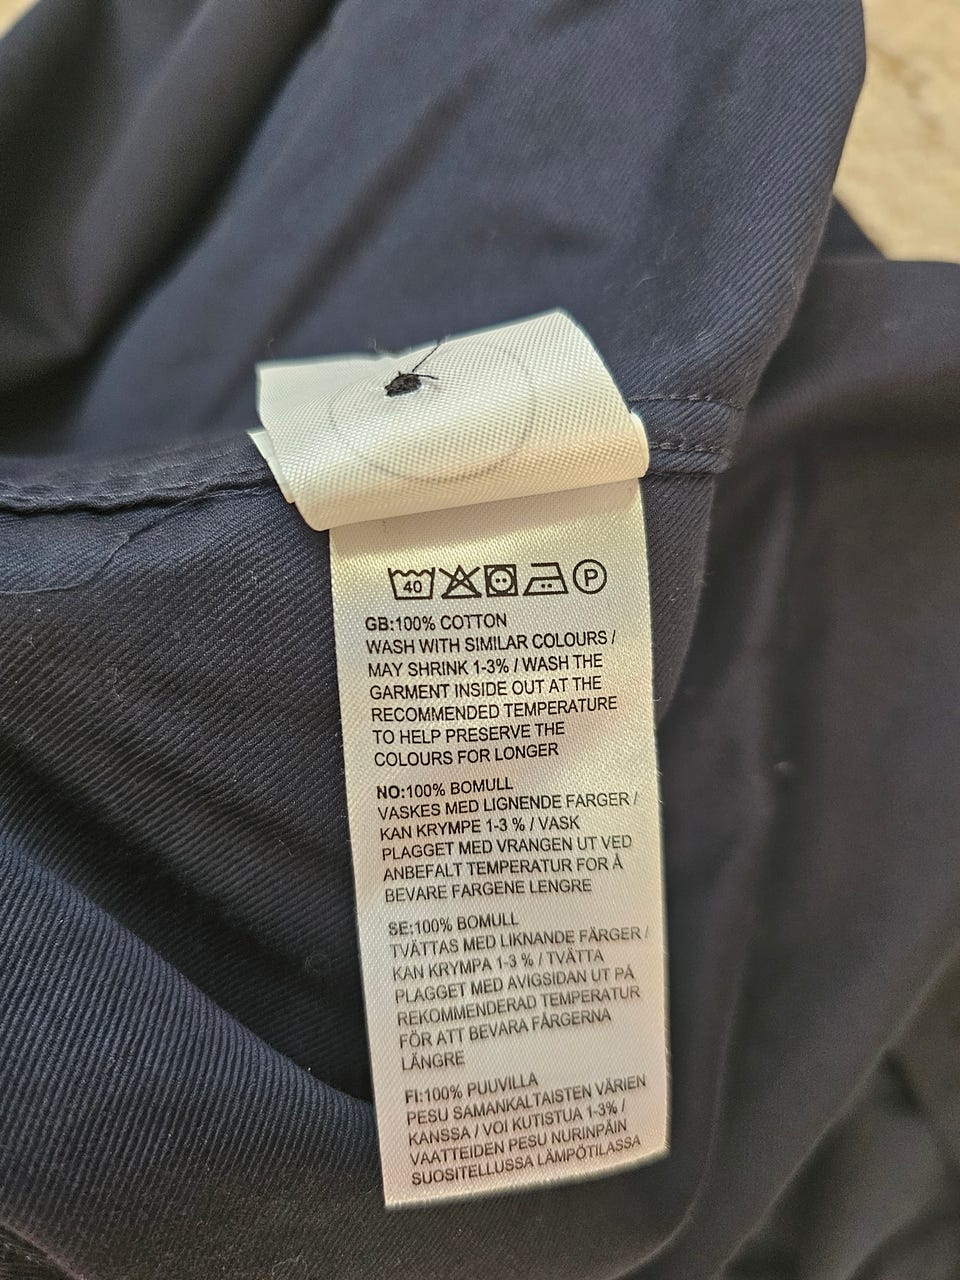 40 P
GB:100% COTTON
WASH WITH SIMILAR COLOURS /
MAY SHRINK 1-3% / WASH THE
GARMENT INSIDE OUT AT THE
RECOMMENDED TEMPERATURE
TO HELP PRESERVE THE
COLOURS FOR LONGER
NO:100% BOMULL
VASKES MED LIGNENDE FARGER /
KAN KRYMPE 1-3 % / VASK
PLAGGET MED VRANGEN UT VED
ANBEFALT TEMPERATUR FOR Å
BEVARE FARGENE LENGRE
SE:100% BOMULL
TVÄTTAS MED LIKNANDE FÄRGER /
KAN KRYMPA 1-3 % / TVÄTTA
PLAGGET MED AVIGSIDAN UT PÅ
REKOMMENDERAD TEMPERATUR
FÖR ATT BEVARA FÄRGERNA
LÄNGRE
FI:100% PUUVILLA
PESU SAMANKALTAISTEN VÄRIEN
KANSSA / VOI KUTISTUA 1-3% /
VAATTEIDEN PESU NURINPÄIN
SUOSITELLUSSA LÄMPÖTILASSA